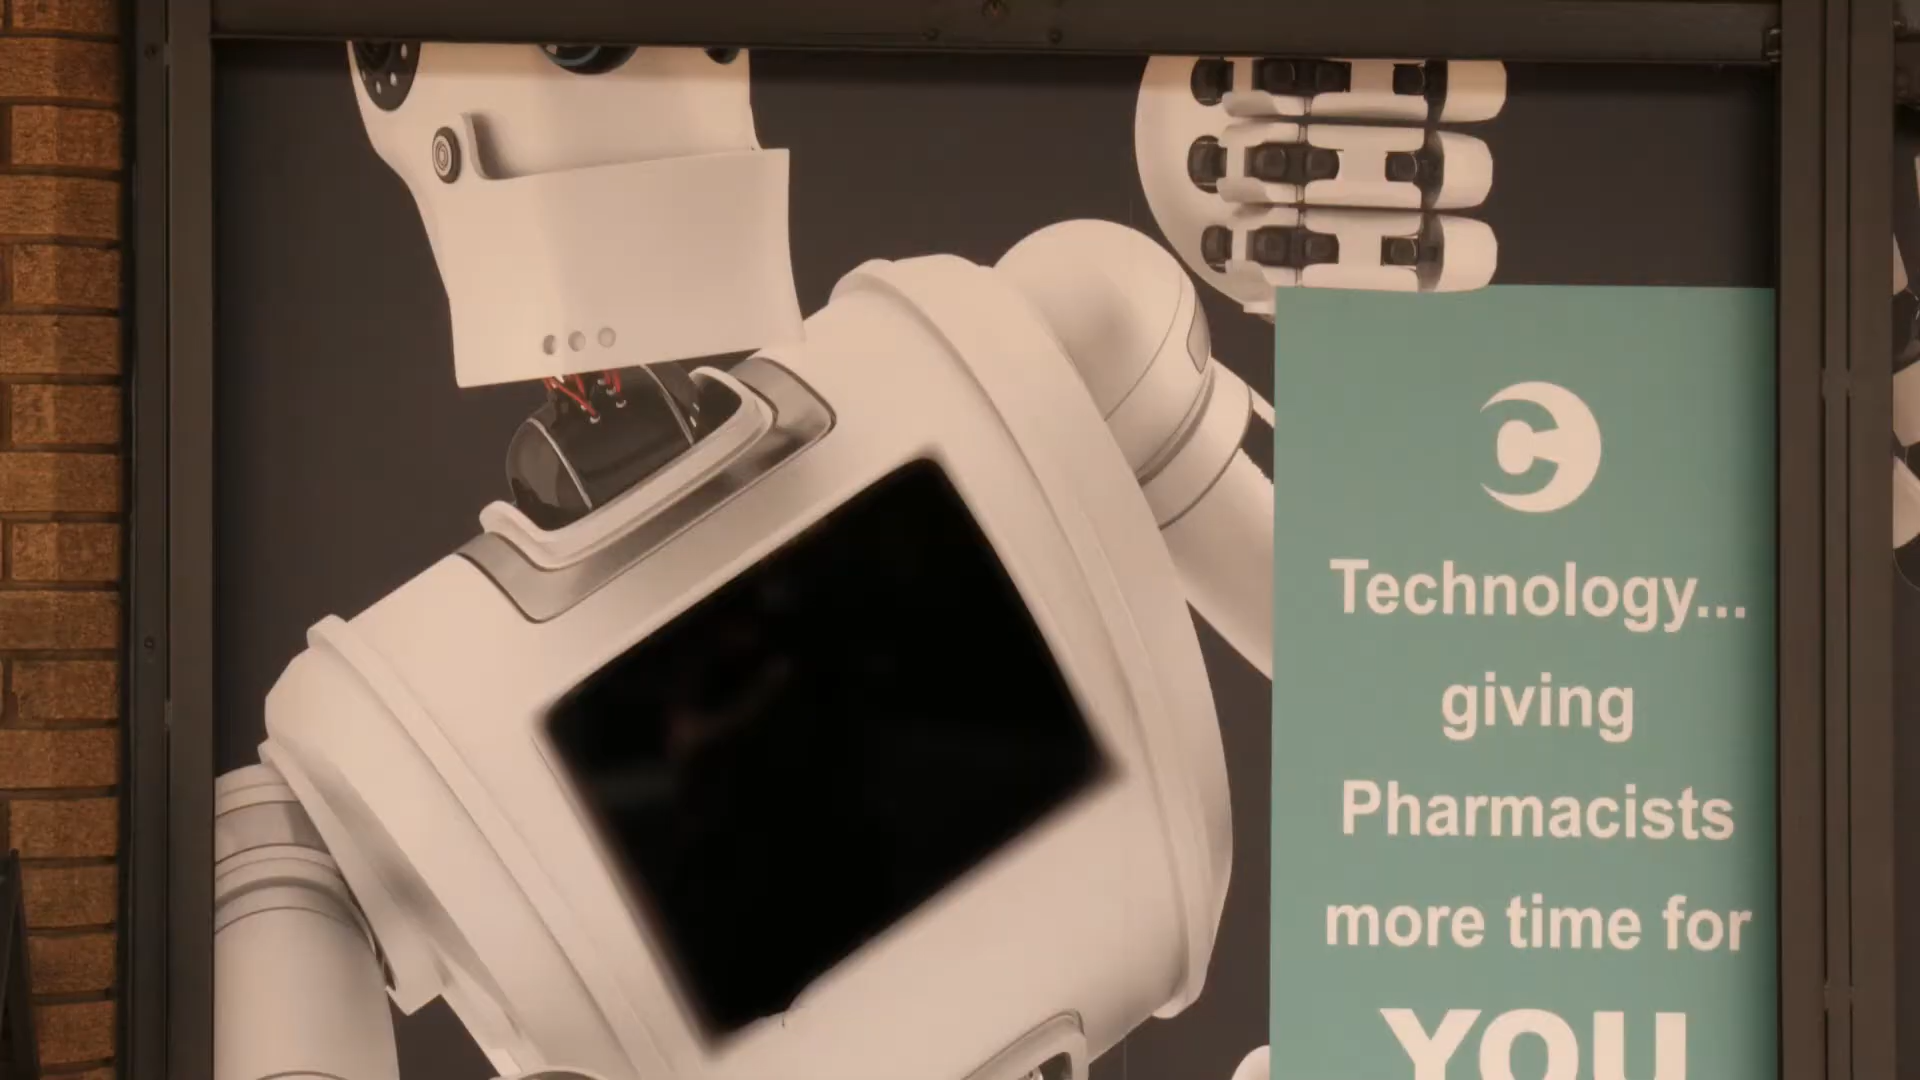 C
Technology...
giving
Pharmacists
more time for
YOU